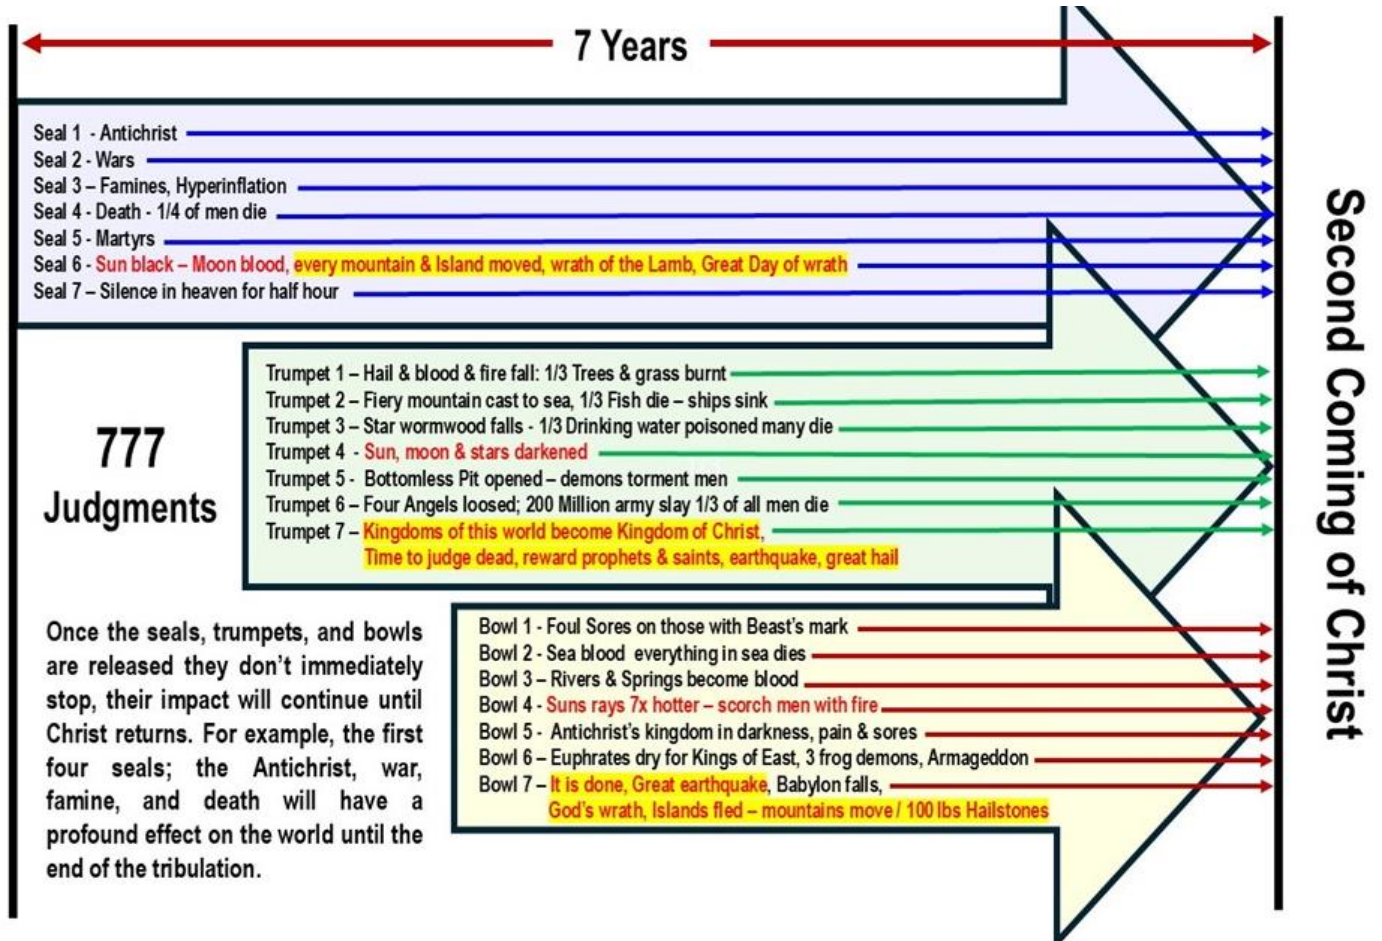 7 Years
Seal 1 - Antichrist
Seal 2 - Wars
Seal 3 – Famines, Hyperinflation
Seal 4 - Death - 1/4 of men die
Seal 5 - Martyrs
Seal 6 - Sun black – Moon blood, every mountain & Island moved, wrath of the Lamb, Great Day of wrath
Seal 7 – Silence in heaven for half hour
Trumpet 1 – Hail & blood & fire fall: 1/3 Trees & grass burnt
Trumpet 2 – Fiery mountain cast to sea, 1/3 Fish die – ships sink
Trumpet 3 – Star wormwood falls - 1/3 Drinking water poisoned many die
Trumpet 4 - Sun, moon & stars darkened
Trumpet 5 - Bottomless Pit opened – demons torment men
Trumpet 6 – Four Angels loosed; 200 Million army slay 1/3 of all men die
Trumpet 7 – Kingdoms of this world become Kingdom of Christ,
Time to judge dead, reward prophets & saints, earthquake, great hail
777
Judgments
Once the seals, trumpets, and bowls
are released they don't immediately
stop, their impact will continue until
Christ returns. For example, the first
four seals; the Antichrist, war,
famine, and death will have a
profound effect on the world until the
end of the tribulation.
Bowl 1 - Foul Sores on those with Beast's mark
Bowl 2 - Sea blood everything in sea dies
Bowl 3 – Rivers & Springs become blood
Bowl 4 - Suns rays 7x hotter – scorch men with fire
Bowl 5 - Antichrist's kingdom in darkness, pain & sores
Bowl 6 – Euphrates dry for Kings of East, 3 frog demons, Armageddon
Bowl 7 – It is done, Great earthquake, Babylon falls,
God's wrath, Islands fled – mountains move / 100 lbs Hailstones
Second Coming of Christ